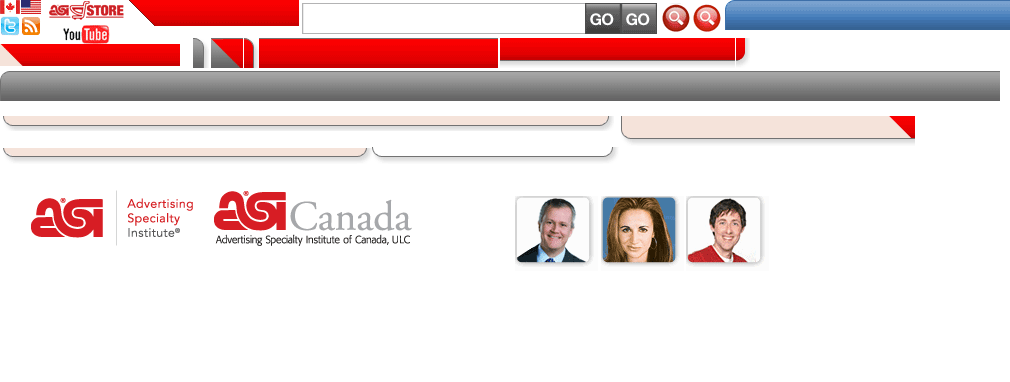 ASI STORE
YouTube
GO GO
ASI® Advertising
Specialty
Institute®
ASI® Canada
Advertising Specialty Institute of Canada, ULC